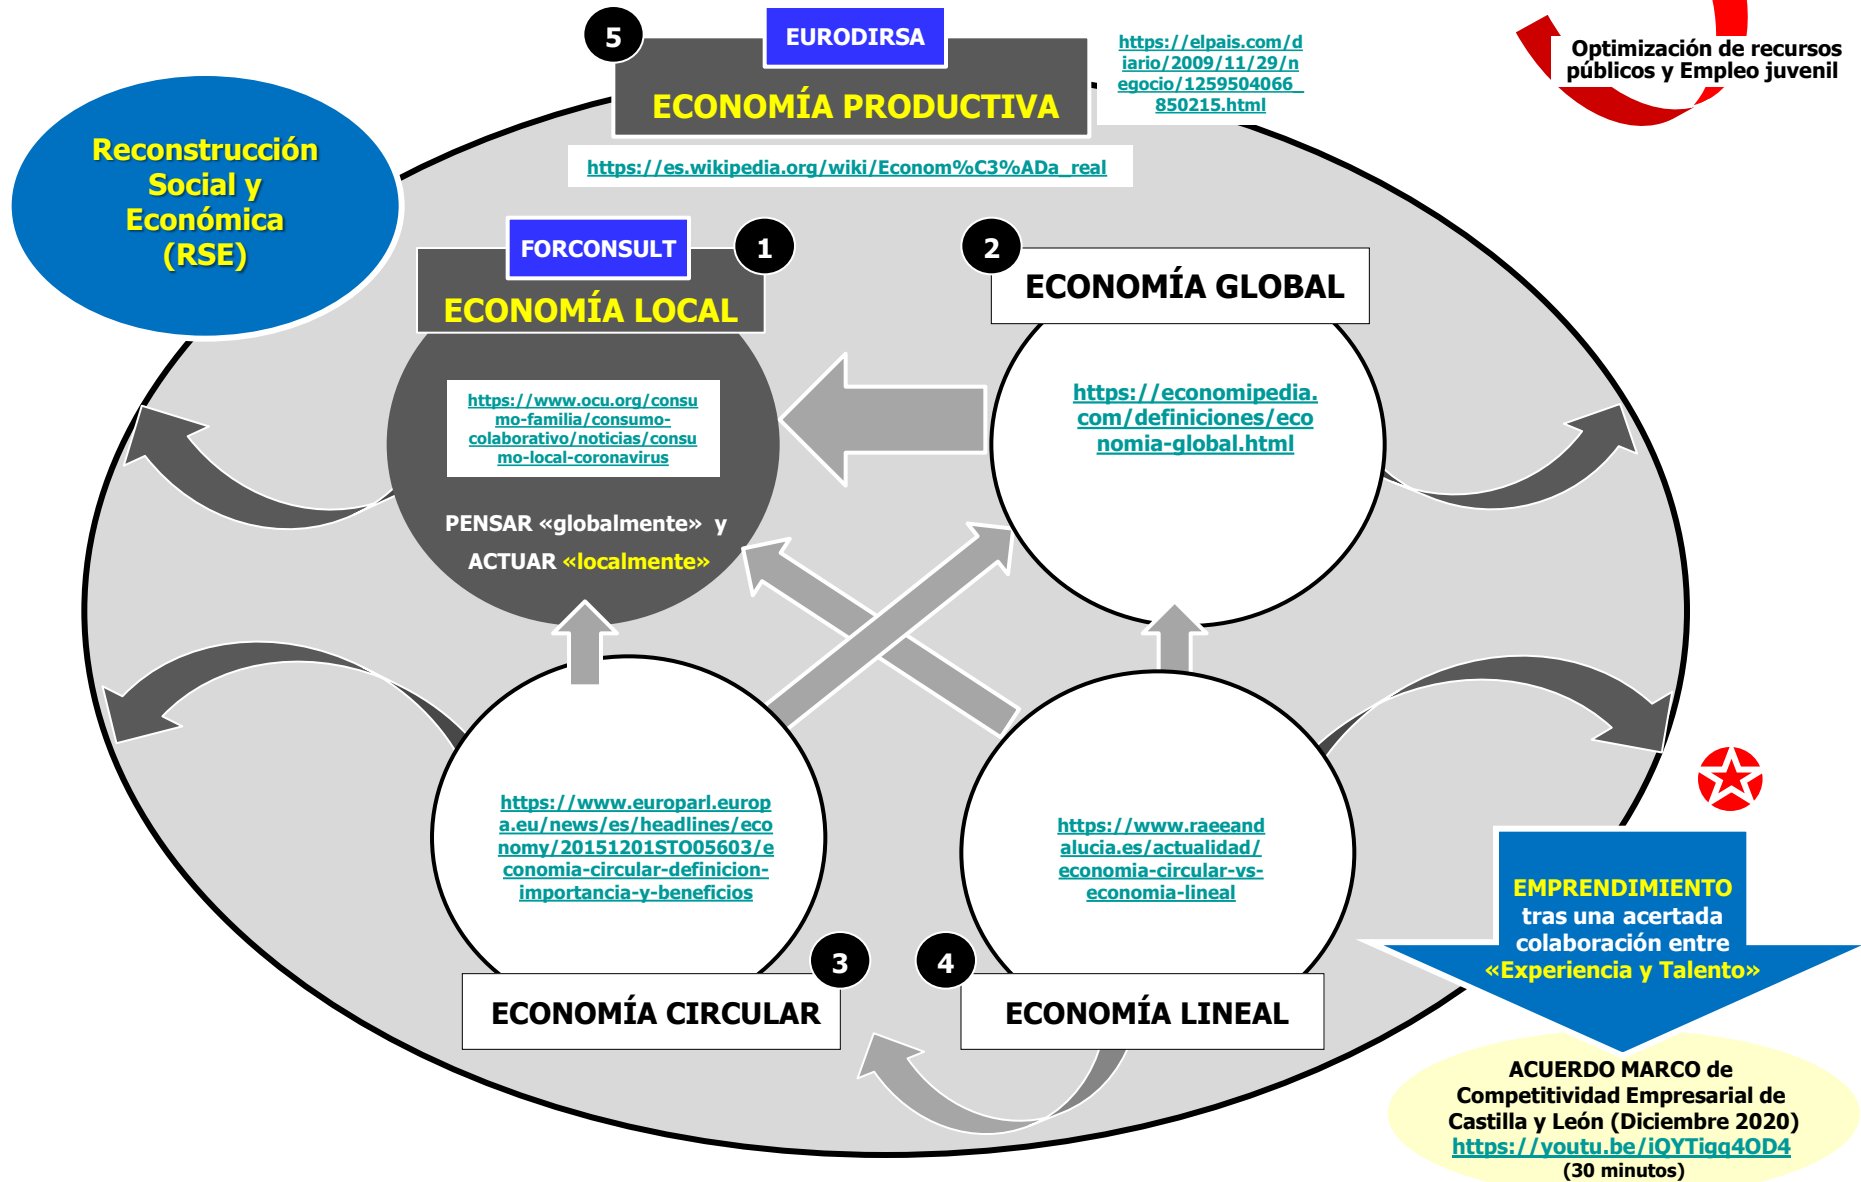 5
EURODIRSA
ECONOMÍA PRODUCTIVA
https://elpais.com/d
iario/2009/11/29/n
egocio/1259504066_
850215.html
https://es.wikipedia.org/wiki/Econom%C3%ADa_real
Optimización de recursos
públicos y Empleo juvenil
Reconstrucción
Social y
Económica
(RSE)
FORCONSULT
1
ECONOMÍA LOCAL
https://www.ocu.org/consu
mo-familia/consumo-
colaborativo/noticias/consu
mo-local-coronavirus
PENSAR «globalmente» y
ACTUAR «localmente»
2
ECONOMÍA GLOBAL
https://economipedia.
com/definiciones/eco
nomia-global.html
https://www.europarl.europ
a.eu/news/es/headlines/eco
nomy/20151201STO05603/e
conomia-circular-definicion-
importancia-y-beneficios
3
ECONOMÍA CIRCULAR
https://www.raeeand
alucia.es/actualidad/
economia-circular-vs-
economia-lineal
4
ECONOMÍA LINEAL
EMPRENDIMIENTO
tras una acertada
colaboración entre
«Experiencia y Talento»
ACUERDO MARCO de
Competitividad Empresarial de
Castilla y León (Diciembre 2020)
https://youtu.be/iQYTigq4OD4
(30 minutos)